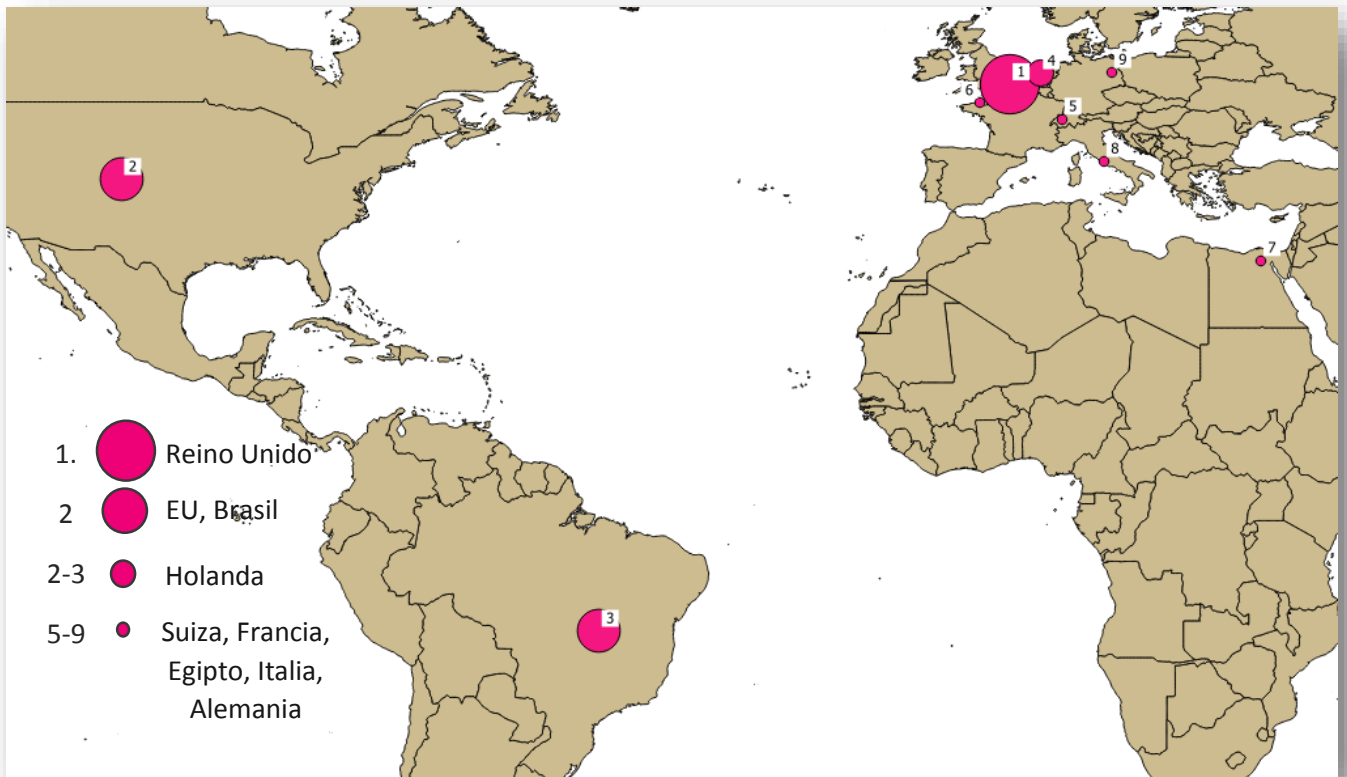 4
9
1
6
5
2
8
7
1. Reino Unido
2 EU, Brasil
2-3 Holanda
3
5-9 Suiza, Francia,
Egipto, Italia,
Alemania